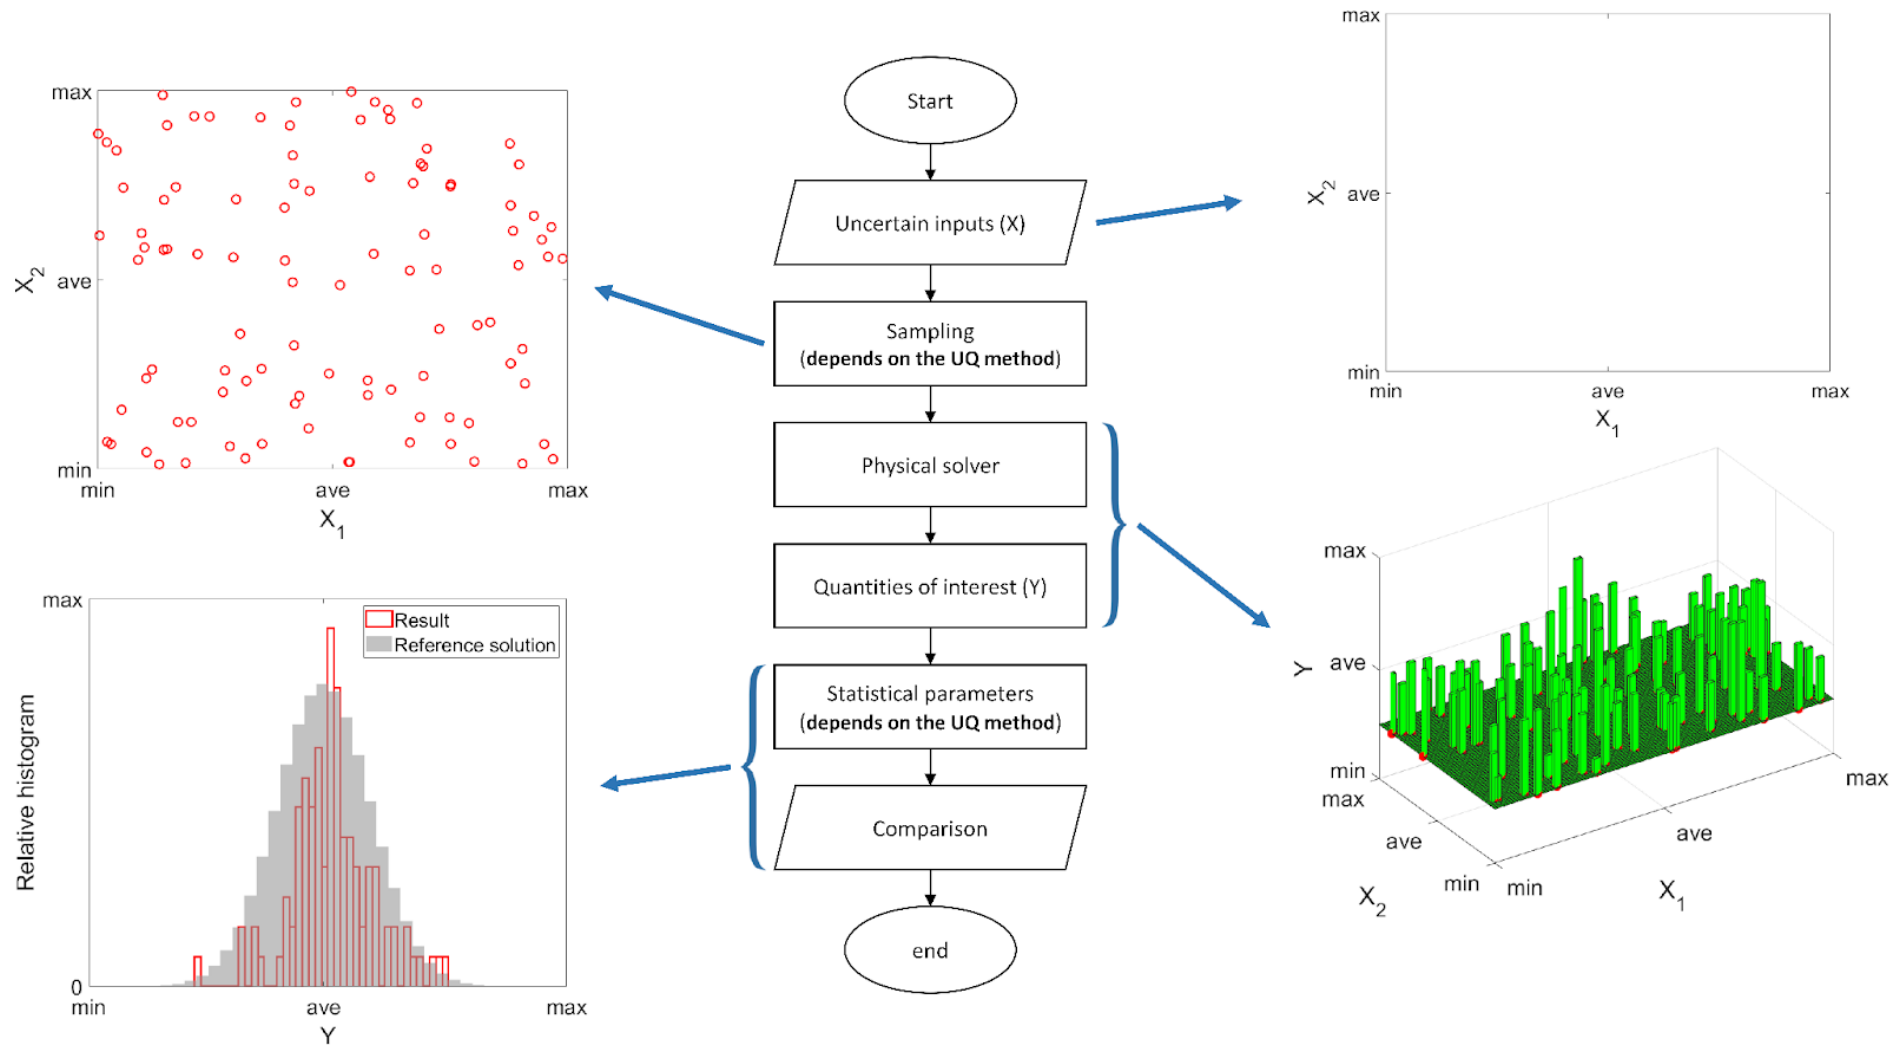 max
ave
min
X2
min
ave
max
X1
Start
Uncertain inputs (X)
Sampling
(depends on the UQ method)
Physical solver
Quantities of interest (Y)
Statistical parameters
(depends on the UQ method)
Comparison
end
max
X2
ave
min
min
ave
max
X1
max
Result
Reference solution
Relative histogram
0
min
ave
max
Y
max
Y
ave
min
max
ave
min
X2
min
ave
max
X1